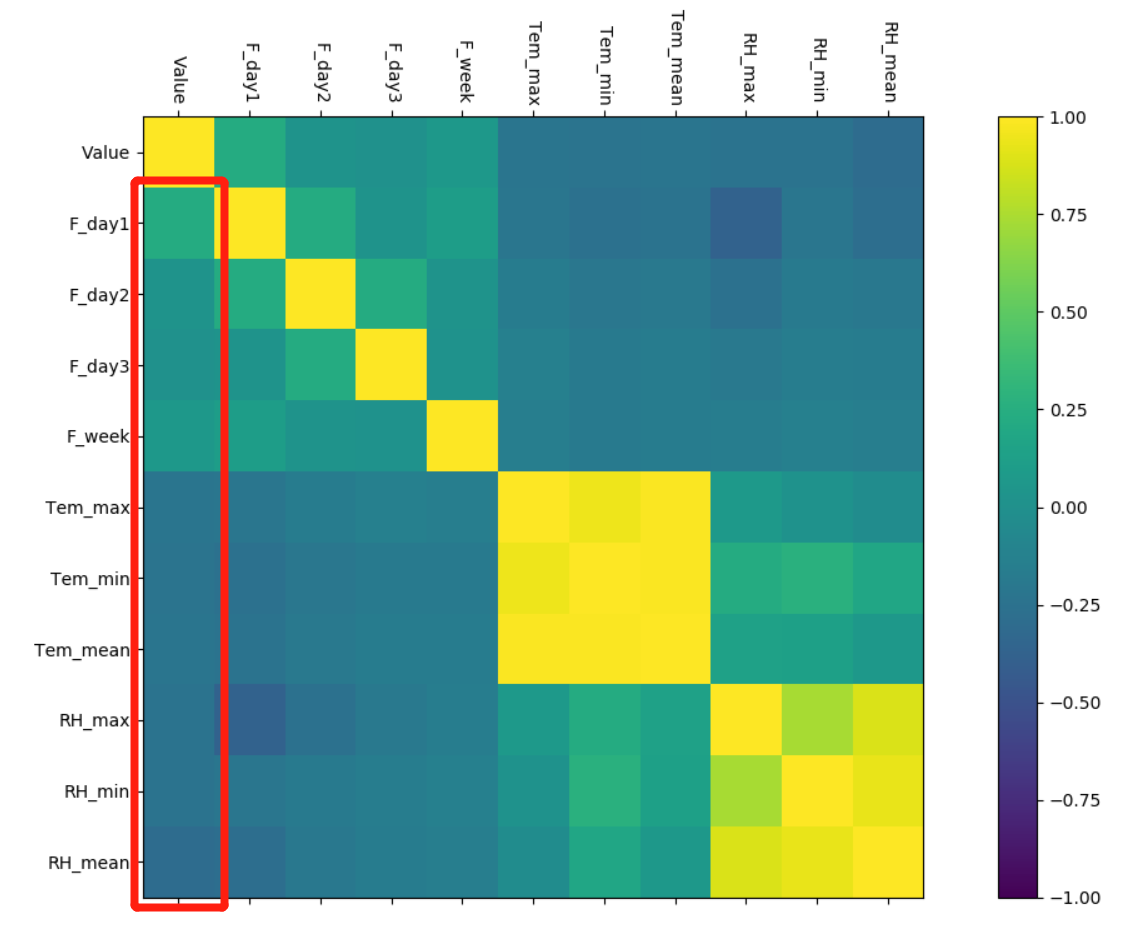 Value
F_day1
F_day2
F_day3
F_week
Tem_max
Tem_min
Tem_mean
RH_max
RH_min
RH_mean
Value
F_day1
F_day2
F_day3
F_week
Tem_max
Tem_min
Tem_mean
RH_max
RH_min
RH_mean
1.00
0.75
0.50
0.25
0.00
−0.25
−0.50
−0.75
−1.00